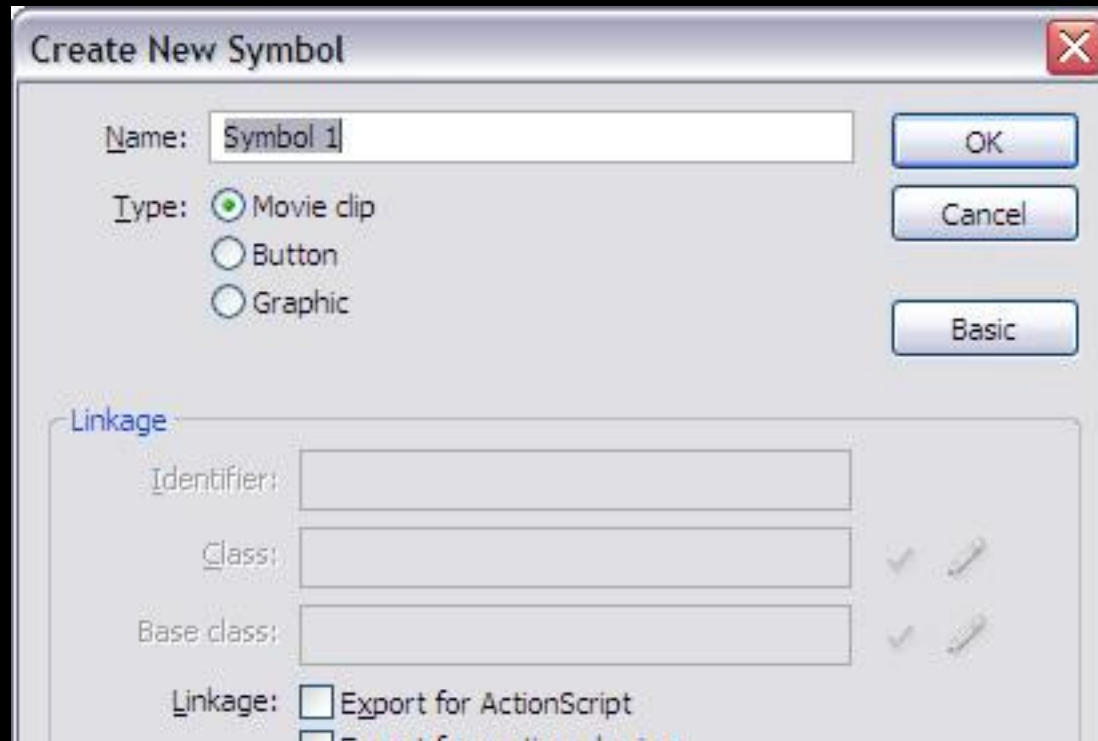 Create New Symbol
Name: Symbol 1 OK
Type: Movie clip Cancel
Button
Graphic
Basic
Linkage
Identifier:
Class:
Base class:
Linkage: Export for ActionScript